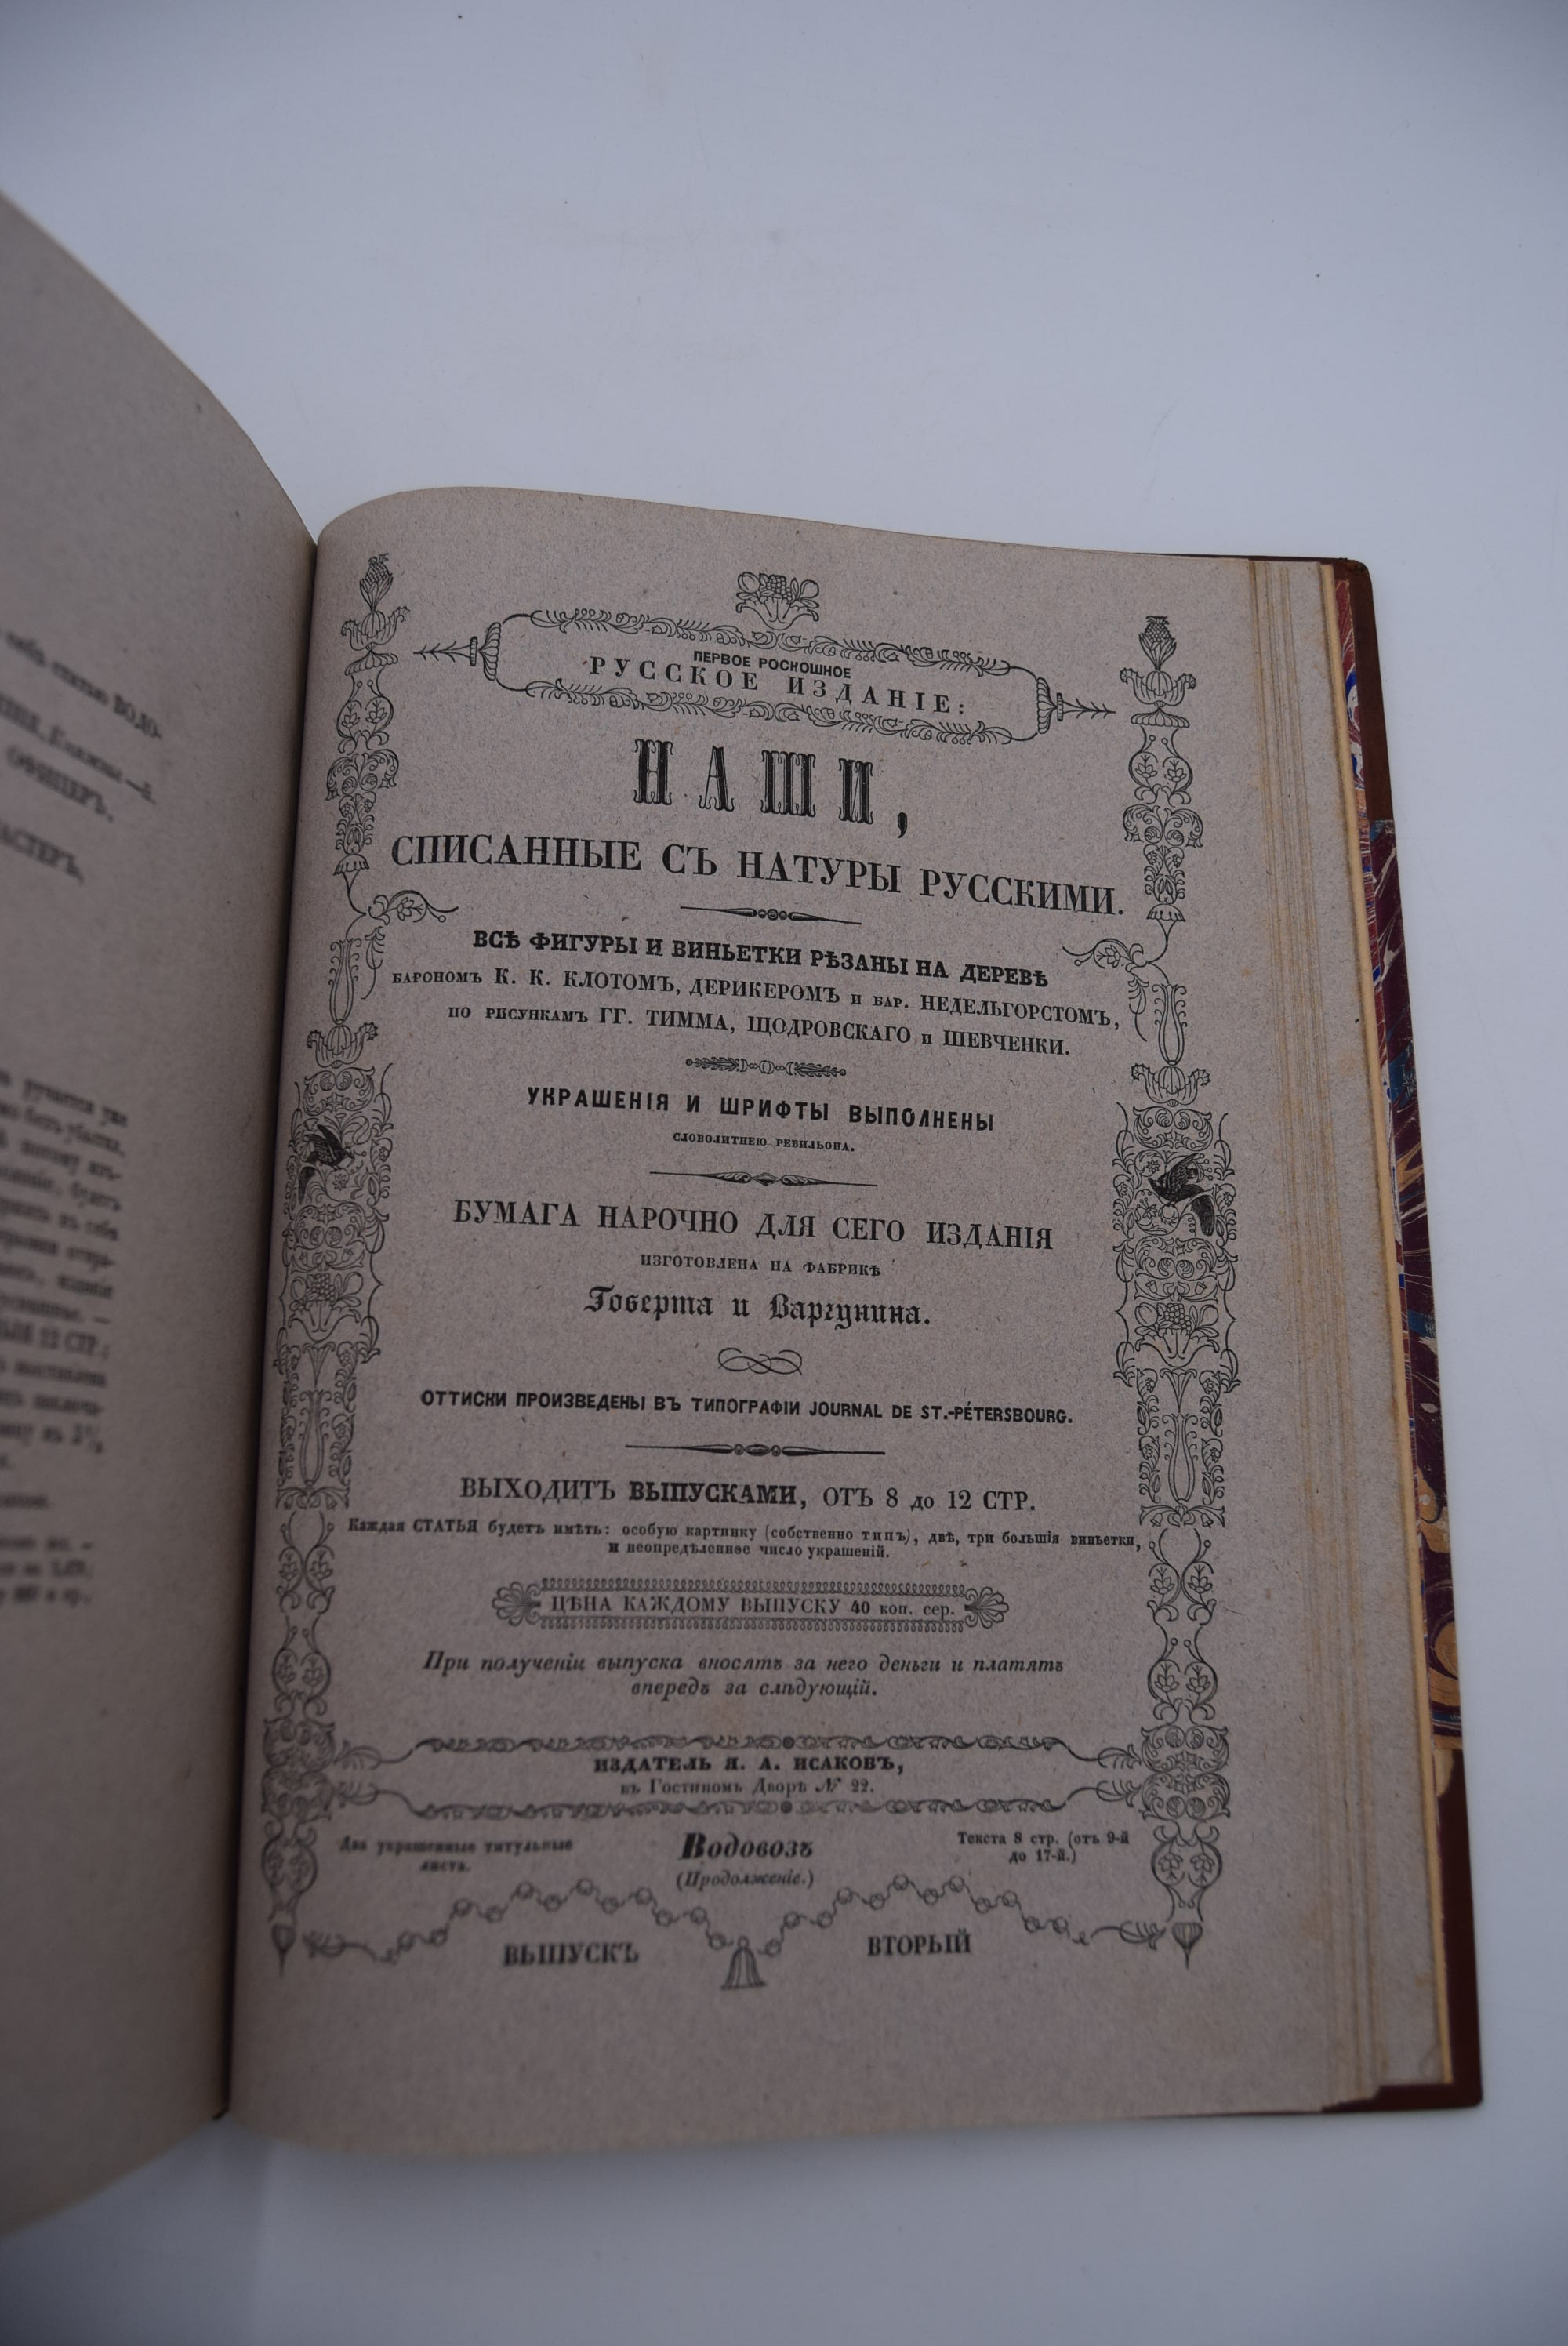 себѣ статью ВОДО-
ОФИЦЕРЪ,
ПЕРВОЕ РОСКОШНОЕ
РУССКОЕ ИЗДАНІЕ:
НАШИ,
СПИСАННЫЕ СЪ НАТУРЫ РУССКИМИ.
ВСѢ ФИГУРЫ И ВИНЬЕТКИ РѢЗАНЫ НА ДЕРЕВѢ
БАРОНОМЪ К. К. КЛОТОМЪ, ДЕРИКЕРОМЪ И БАР. НЕДЕЛЬГОРСТОМЪ,
ПО РИСУНКАМЪ ГГ. ТИММА, ЩОДРОВСКАГО И ШЕВЧЕНКИ.
УКРАШЕНІЯ И ШРИФТЫ ВЫПОЛНЕНЫ
СЛОВОЛИТНЕЮ РЕВИЛЬОНА.
БУМАГА НАРОЧНО ДЛЯ СЕГО ИЗДАНІЯ
ИЗГОТОВЛЕНА НА ФАБРИКѢ
Говерта и Варгунина.
ОТТИСКИ ПРОИЗВЕДЕНЫ ВЪ ТИПОГРАФІИ JOURNAL DE ST.-PÉTERSBOURG.
ВЫХОДИТЪ ВЫПУСКАМИ, ОТЪ 8 до 12 СТР.
Каждая СТАТЬЯ будетъ имѣть: особую картинку (собственно типъ), двѣ, три большія виньетки,
и неопредѣленное число украшеній.
ЦѢНА КАЖДОМУ ВЫПУСКУ 40 коп. сер.
При полученіи выпуска вносятъ за него деньги и платятъ
впередъ за слѣдующій.
ИЗДАТЕЛЬ Я. А. ИСАКОВЪ,
въ Гостиномъ Дворѣ № 22.
Два украшенные титульные
листа.
Водовозъ
(Продолженіе.)
Текста 8 стр. (отъ 9-й
до 17-й.)
ВЫПУСКЪ ВТОРЫЙ